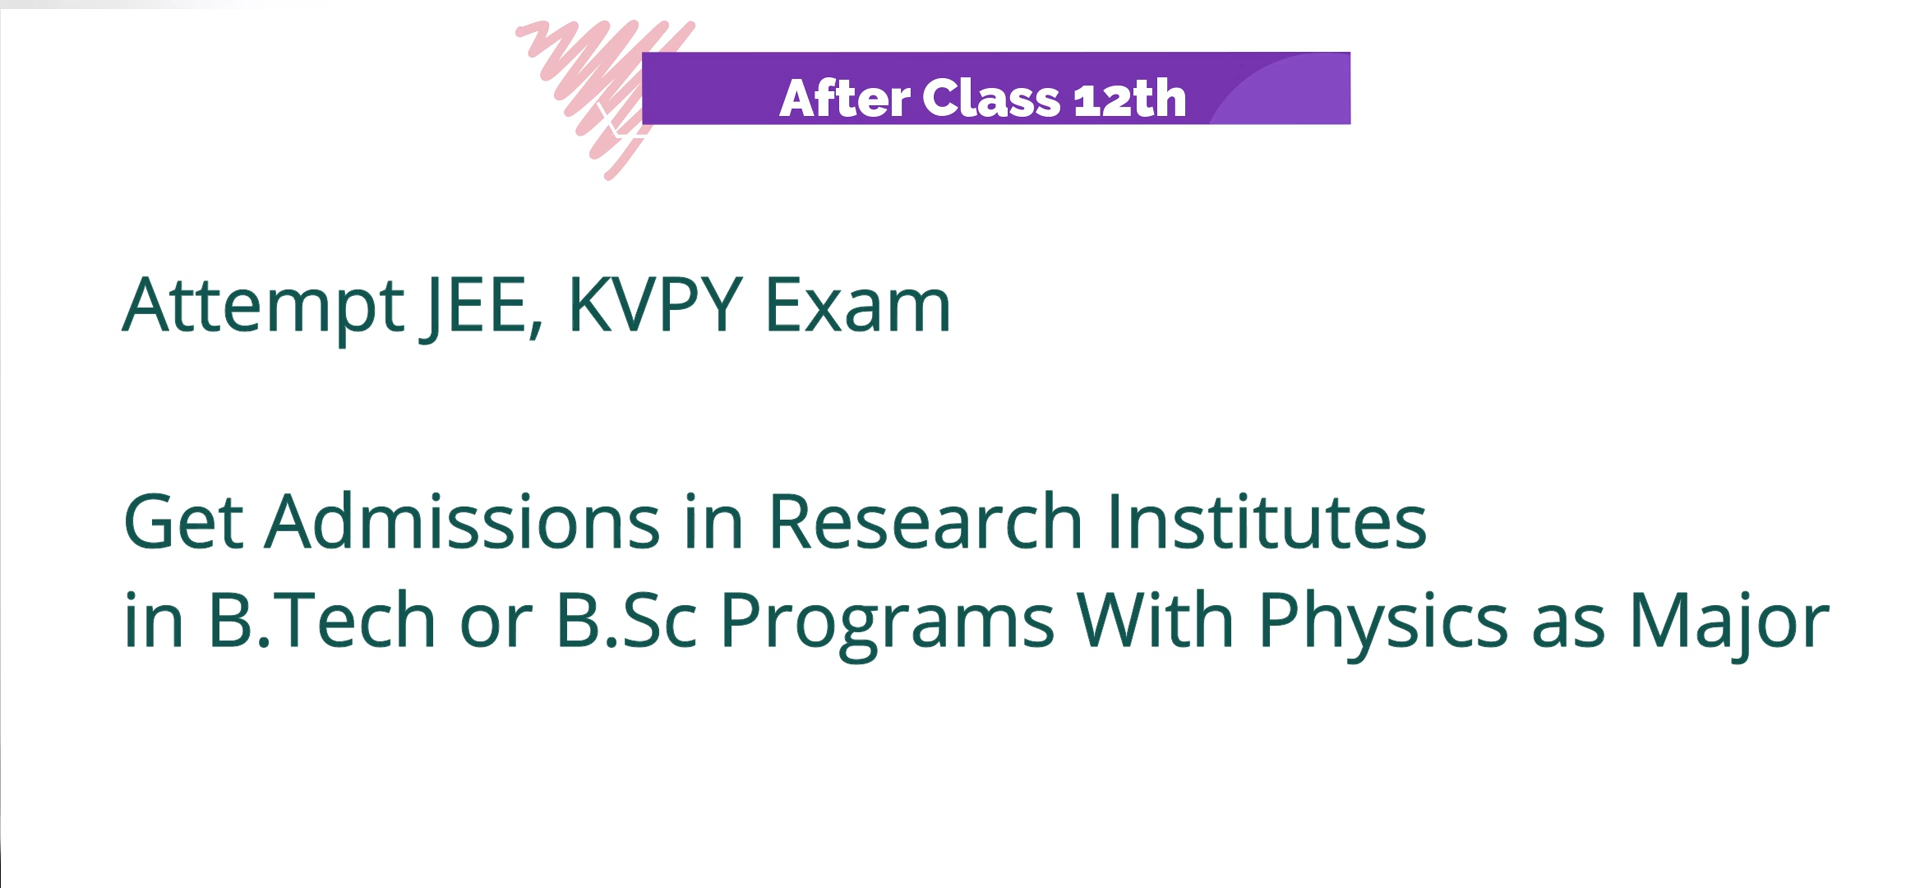 After Class 12th
Attempt JEE, KVPY Exam
Get Admissions in Research Institutes
in B.Tech or B.Sc Programs With Physics as Major